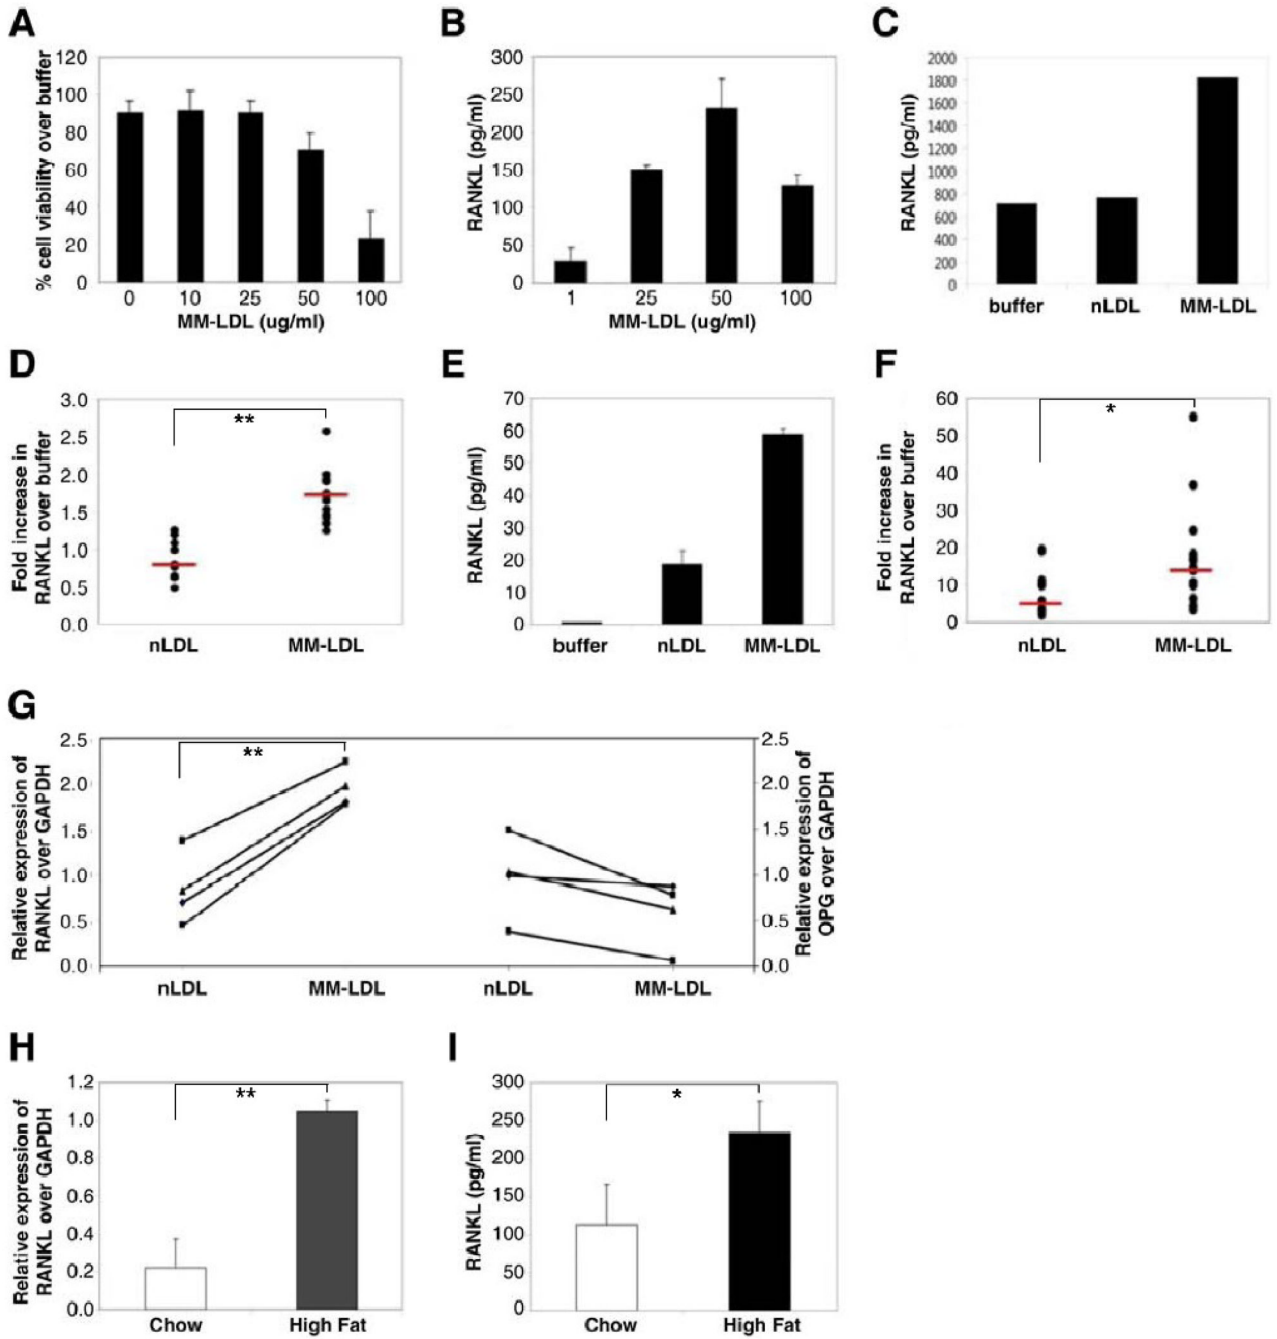 A
% cell viability over buffer
120
100
80
60
40
20
0
0 10 25 50 100
MM-LDL (ug/ml)
B
RANKL (pg/ml)
300
250
200
150
100
50
0
1 25 50 100
MM-LDL (ug/ml)
C
RANKL (pg/ml)
2000
1800
1600
1400
1200
1000
800
600
400
200
0
buffer nLDL MM-LDL
D
Fold increase in
RANKL over buffer
3.0
2.5
2.0
1.5
1.0
0.5
0.0
**
nLDL MM-LDL
E
RANKL (pg/ml)
70
60
50
40
30
20
10
0
buffer nLDL MM-LDL
F
Fold increase in
RANKL over buffer
60
50
40
30
20
10
0
*
nLDL MM-LDL
G
Relative expression of
RANKL over GAPDH
2.5
2.0
1.5
1.0
0.5
0.0
**
nLDL MM-LDL nLDL MM-LDL
2.5
2.0
1.5
1.0
0.5
0.0
Relative expression of
OPG over GAPDH
H
Relative expression of
RANKL over GAPDH
1.2
1.0
0.8
0.6
0.4
0.2
0.0
**
Chow High Fat
I
RANKL (pg/ml)
300
250
200
150
100
50
0
*
Chow High Fat